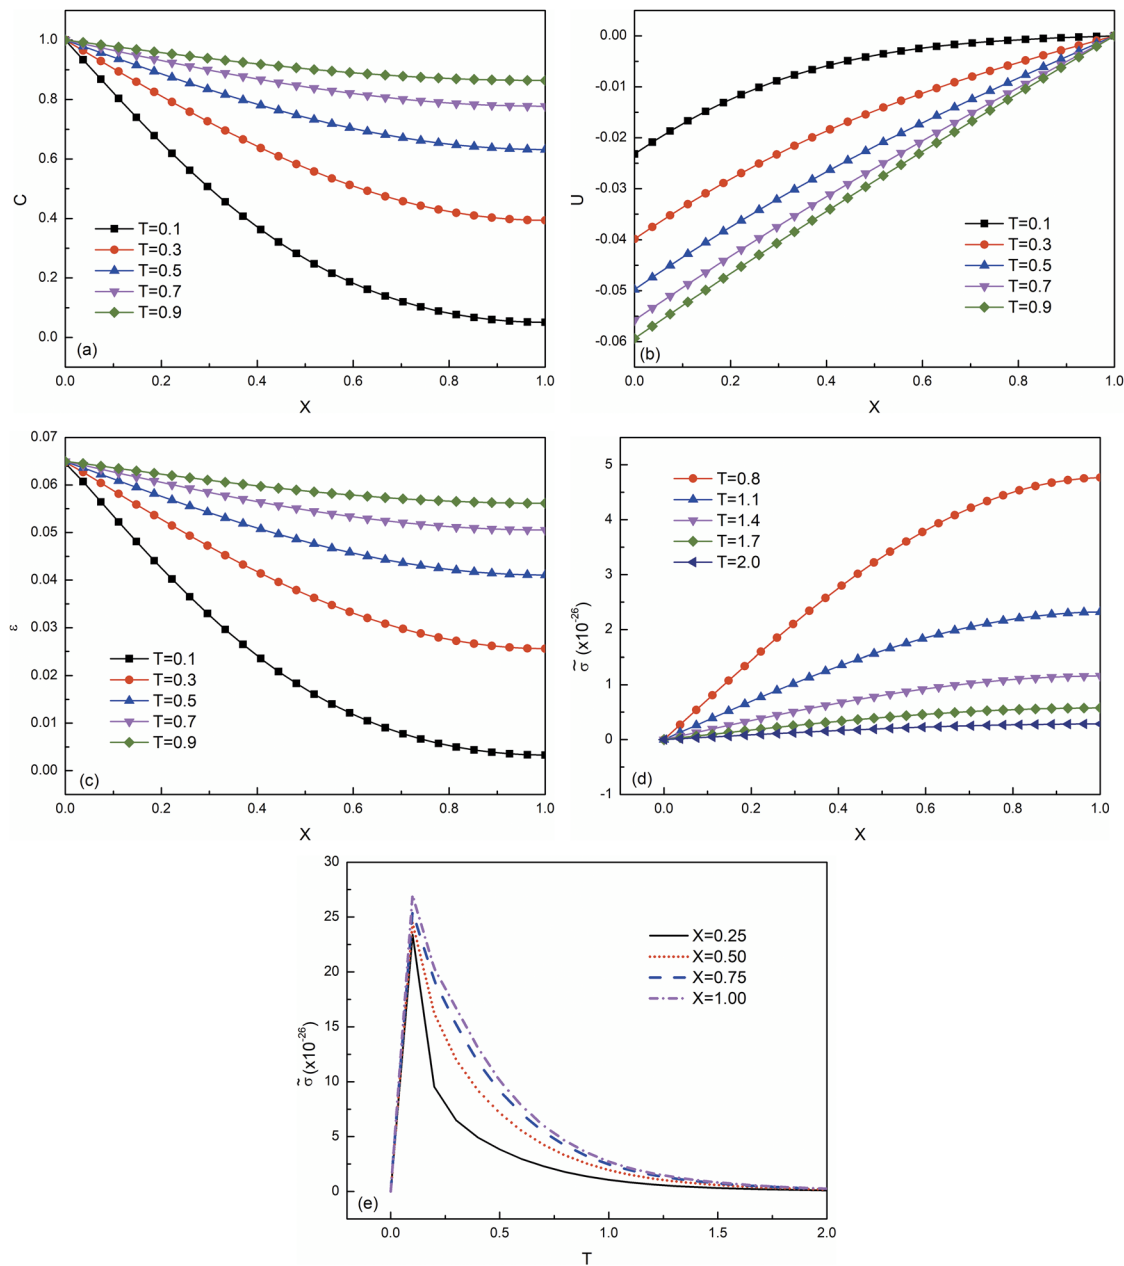 C
1.0
0.8
0.6
0.4
0.2
0.0
T=0.1
T=0.3
T=0.5
T=0.7
T=0.9
(a)
0.0 0.2 0.4 0.6 0.8 1.0
X
U
0.00
-0.01
-0.02
-0.03
-0.04
-0.05
-0.06
T=0.1
T=0.3
T=0.5
T=0.7
T=0.9
(b)
0.0 0.2 0.4 0.6 0.8 1.0
X
ε
0.07
0.06
0.05
0.04
0.03
0.02
0.01
0.00
T=0.1
T=0.3
T=0.5
T=0.7
T=0.9
(c)
0.0 0.2 0.4 0.6 0.8 1.0
X
σ̃ (x10⁻²⁶)
5
4
3
2
1
0
-1
T=0.8
T=1.1
T=1.4
T=1.7
T=2.0
(d)
0.0 0.2 0.4 0.6 0.8 1.0
X
σ̃ (x10⁻²⁶)
30
25
20
15
10
5
0
X=0.25
X=0.50
X=0.75
X=1.00
(e)
0.0 0.5 1.0 1.5 2.0
T